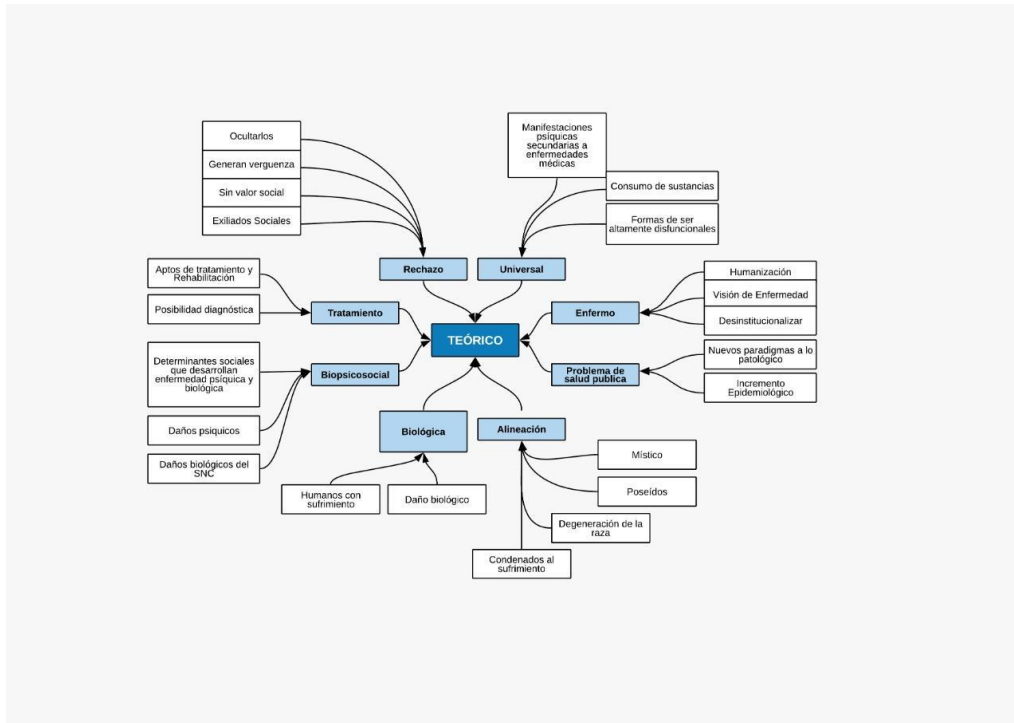 Ocultarlos
Generan verguenza
Sin valor social
Exiliados Sociales
Manifestaciones
psíquicas
secundarias a
enfermedades
médicas
Consumo de sustancias
Formas de ser
altamente disfuncionales
Rechazo
Universal
Aptos de tratamiento y
Rehabilitación
Posibilidad diagnóstica
Tratamiento
Enfermo
Humanización
Visión de Enfermedad
Desinstitucionalizar
TEÓRICO
Determinantes sociales
que desarrollan
enfermedad psíquica y
biológica
Daños psiquicos
Daños biológicos del
SNC
Biopsicosocial
Problema de
salud publica
Nuevos paradigmas a lo
patológico
Incremento
Epidemiológico
Biológica
Alineación
Humanos con
sufrimiento
Daño biológico
Místico
Poseídos
Degeneración de la
raza
Condenados al
sufrimiento